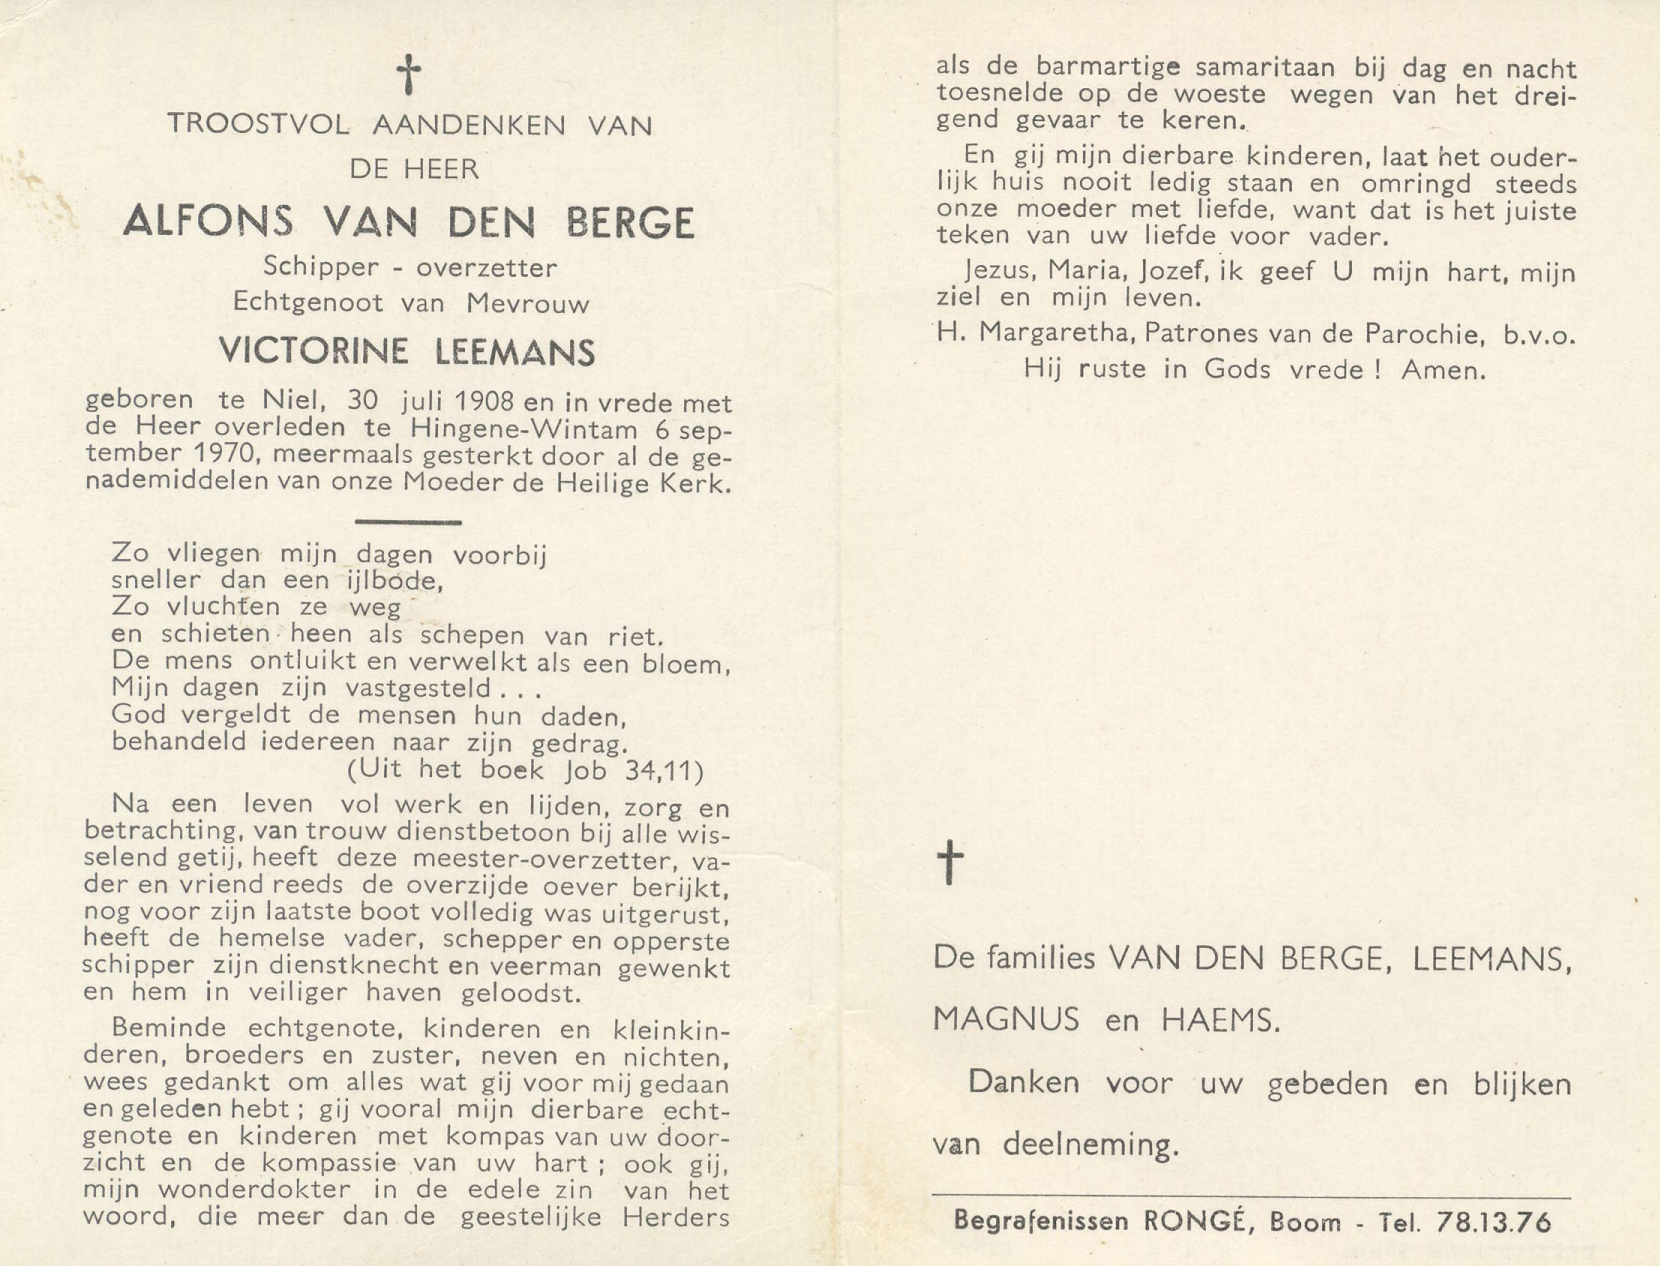 TROOSTVOL AANDENKEN VAN
DE HEER
ALFONS VAN DEN BERGE
Schipper - overzetter
Echtgenoot van Mevrouw
VICTORINE LEEMANS
geboren te Niel, 30 juli 1908 en in vrede met
de Heer overleden te Hingene-Wintam 6 sep-
tember 1970, meermaals gesterkt door al de ge-
nademiddelen van onze Moeder de Heilige Kerk.
Zo vliegen mijn dagen voorbij
sneller dan een ijlbode,
Zo vluchten ze weg
en schieten heen als schepen van riet.
De mens ontluikt en verwelkt als een bloem,
Mijn dagen zijn vastgesteld . . .
God vergeldt de mensen hun daden,
behandeld iedereen naar zijn gedrag.
(Uit het boek Job 34,11)
Na een leven vol werk en lijden, zorg en
betrachting, van trouw dienstbetoon bij alle wis-
selend getij, heeft deze meester-overzetter, va-
der en vriend reeds de overzijde oever berijkt,
nog voor zijn laatste boot volledig was uitgerust,
heeft de hemelse vader, schepper en opperste
schipper zijn dienstknecht en veerman gewenkt
en hem in veiliger haven geloodst.
Beminde echtgenote, kinderen en kleinkin-
deren, broeders en zuster, neven en nichten,
wees gedankt om alles wat gij voor mij gedaan
en geleden hebt ; gij vooral mijn dierbare echt-
genote en kinderen met kompas van uw door-
zicht en de kompassie van uw hart ; ook gij,
mijn wonderdokter in de edele zin van het
woord, die meer dan de geestelijke Herders
als de barmartige samaritaan bij dag en nacht
toesnelde op de woeste wegen van het drei-
gend gevaar te keren.
En gij mijn dierbare kinderen, laat het ouder-
lijk huis nooit ledig staan en omringd steeds
onze moeder met liefde, want dat is het juiste
teken van uw liefde voor vader.
Jezus, Maria, Jozef, ik geef U mijn hart, mijn
ziel en mijn leven.
H. Margaretha, Patrones van de Parochie, b.v.o.
Hij ruste in Gods vrede ! Amen.
De families VAN DEN BERGE, LEEMANS,
MAGNUS en HAEMS.
Danken voor uw gebeden en blijken
van deelneming.
Begrafenissen RONGÉ, Boom - Tel. 78.13.76